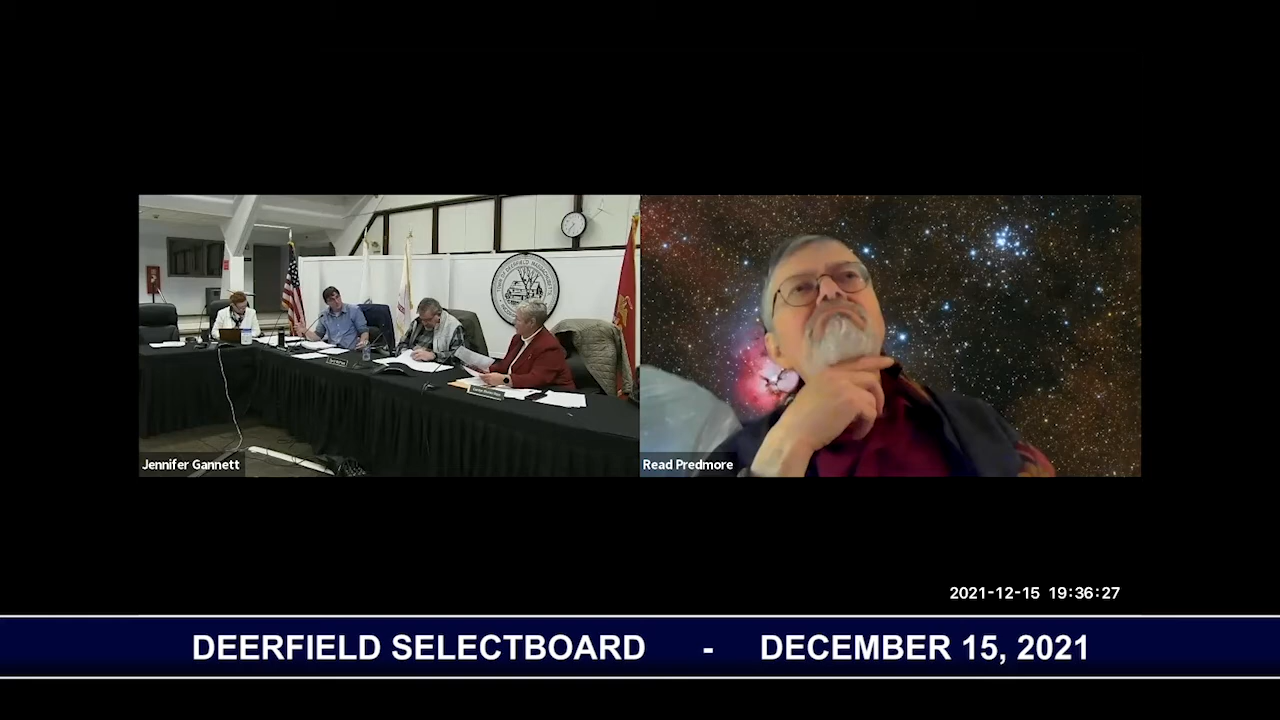 Jennifer Gannett
Read Predmore
2021-12-15 19:36:27
DEERFIELD SELECTBOARD - DECEMBER 15, 2021